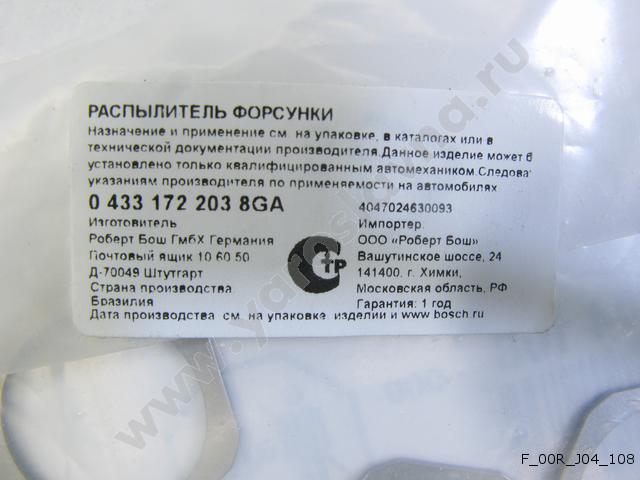 РАСПЫЛИТЕЛЬ ФОРСУНКИ
Назначение и применение см. на упаковке, в каталогах или в
технической документации производителя.Данное изделие может б
установлено только квалифицированным автомехаником.Следова
указаниям производителя по применяемости на автомобилях
0 433 172 203 8GA 4047024630093
Изготовитель Импортер.
Роберт Бош ГмбХ Германия ООО «Роберт Бош»
Почтовый ящик 10 60 50 Вашутинское шоссе, 24
Д-70049 Штутгарт 141400, г. Химки,
Страна производства. Московская область, РФ
Бразилия Гарантия: 1 год
Дата производства см. на упаковке изделии и www.bosch.ru
F_00R_J04_108